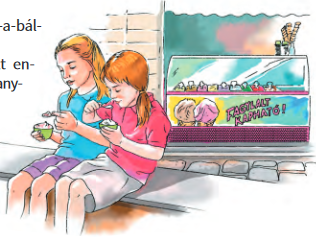 -a-bál-
t en-
any-
FAGYLALT
KAPHATÓ!